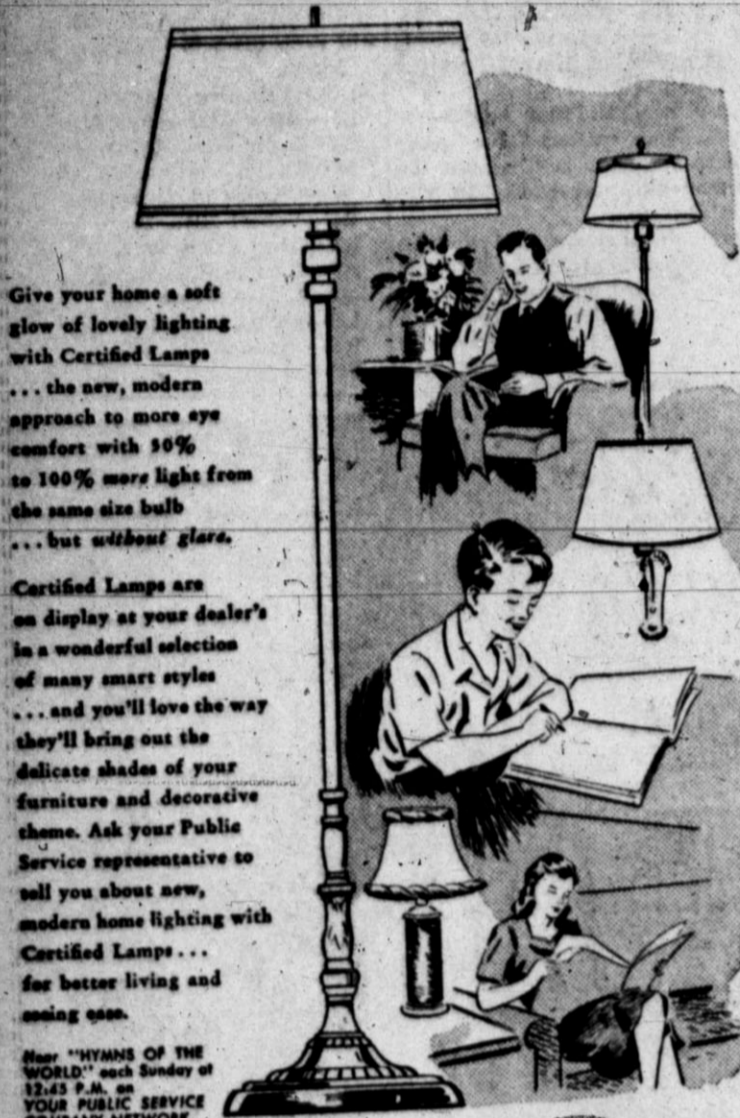 Give your home a soft
glow of lovely lighting
with Certified Lamps
... the new, modern
approach to more eye
comfort with 50%
to 100% more light from
the same size bulb
... but without glare.
Certified Lamps are
on display at your dealer's
in a wonderful selection
of many smart styles
... and you'll love the way
they'll bring out the
delicate shades of your
furniture and decorative
theme. Ask your Public
Service representative to
tell you about new,
modern home lighting with
Certified Lamps ...
for better living and
seeing ease.
Hear "HYMNS OF THE
WORLD" each Sunday at
12:45 P.M. on
YOUR PUBLIC SERVICE
COMPANY NETWORK